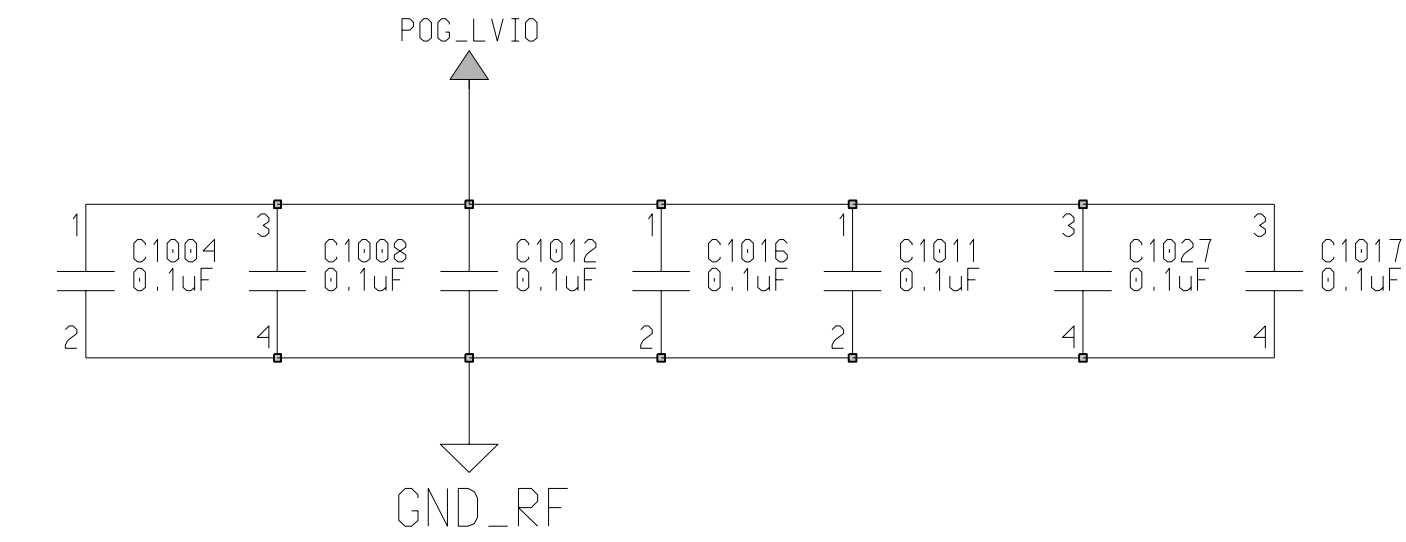 POG_LVIO
1 3 1 1 3 3
C1004 C1008 C1012 C1016 C1011 C1027 C1017
0.1uF 0.1uF 0.1uF 0.1uF 0.1uF 0.1uF 0.1uF
2 4 2 2 4 4
GND_RF